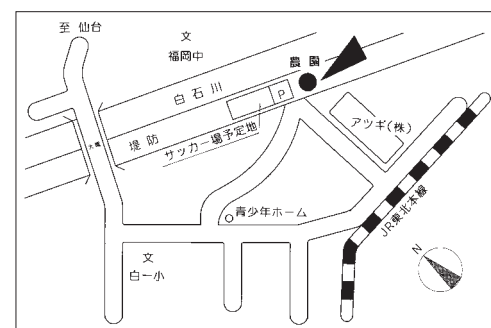 至 仙台
文
福岡中
農園
白石川
P
サッカー場予定地
堤防
アツギ(株)
青少年ホーム
JR東北本線
文
白一小
N